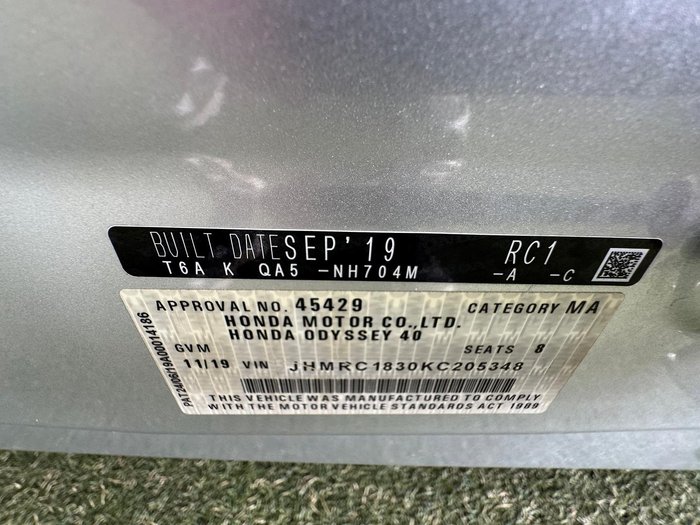 BUILT DATE SEP'19 RC1
T6A K QA5 -NH704M -A -C
APPROVAL NO. 45429 CATEGORY MA
HONDA MOTOR CO.,LTD.
HONDA ODYSSEY 40
GVM SEATS 8
11/19 VIN JHMRC1830KC205348
THIS VEHICLE WAS MANUFACTURED TO COMPLY
WITH THE MOTOR VEHICLE STANDARDS ACT 1989
PAT2406/19A00014186